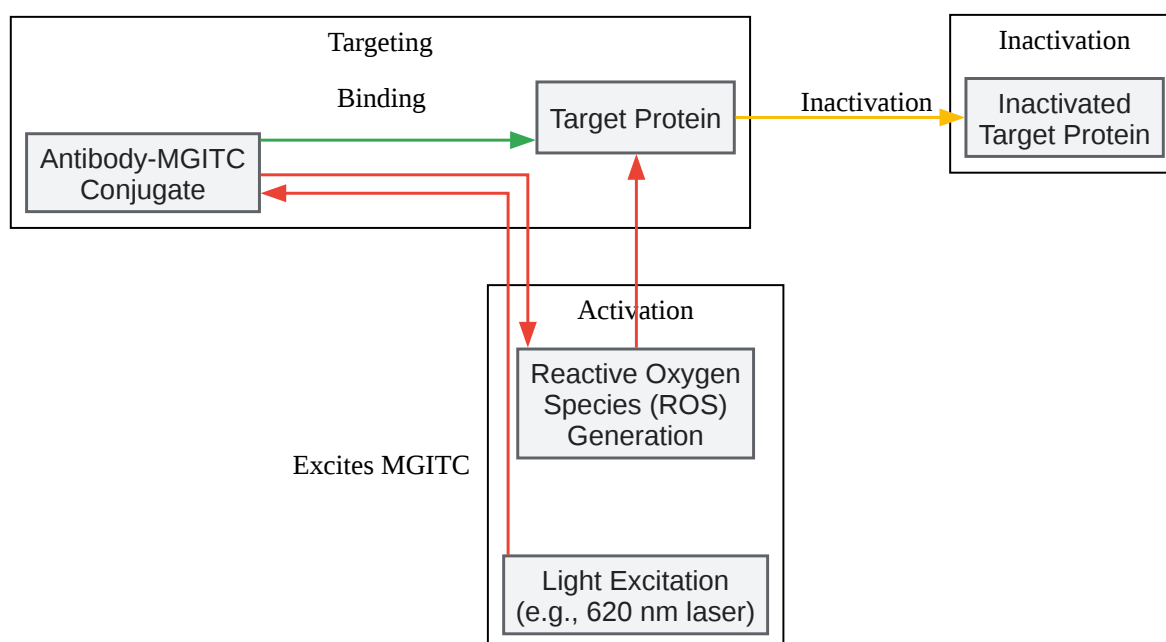 Targeting
Binding
Target Protein
Antibody-MGITC
Conjugate
Inactivation
Inactivation
Inactivated
Target Protein
Activation
Reactive Oxygen
Species (ROS)
Generation
Excites MGITC
Light Excitation
(e.g., 620 nm laser)